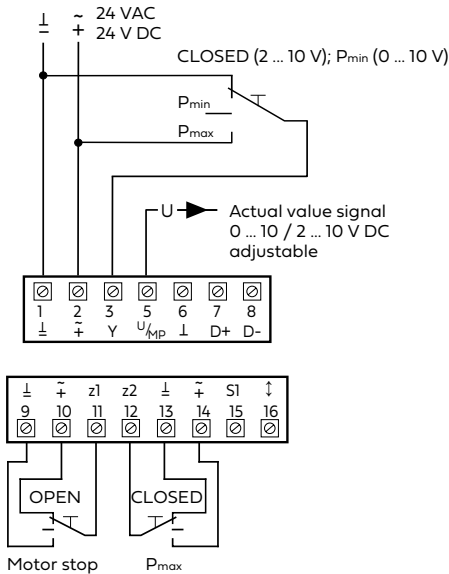 ⊥ ~ 24 VAC
+ 24 V DC
CLOSED (2 ... 10 V); Pmin (0 ... 10 V)
Pmin
Pmax
U
Actual value signal
0 ... 10 / 2 ... 10 V DC
adjustable
1 2 3 5 6 7 8
⊥ ~+ Y U/MP ⊥ D+ D-
⊥ ~+ z1 z2 ⊥ ~+ S1 ↕
9 10 11 12 13 14 15 16
OPEN CLOSED
Motor stop Pmax